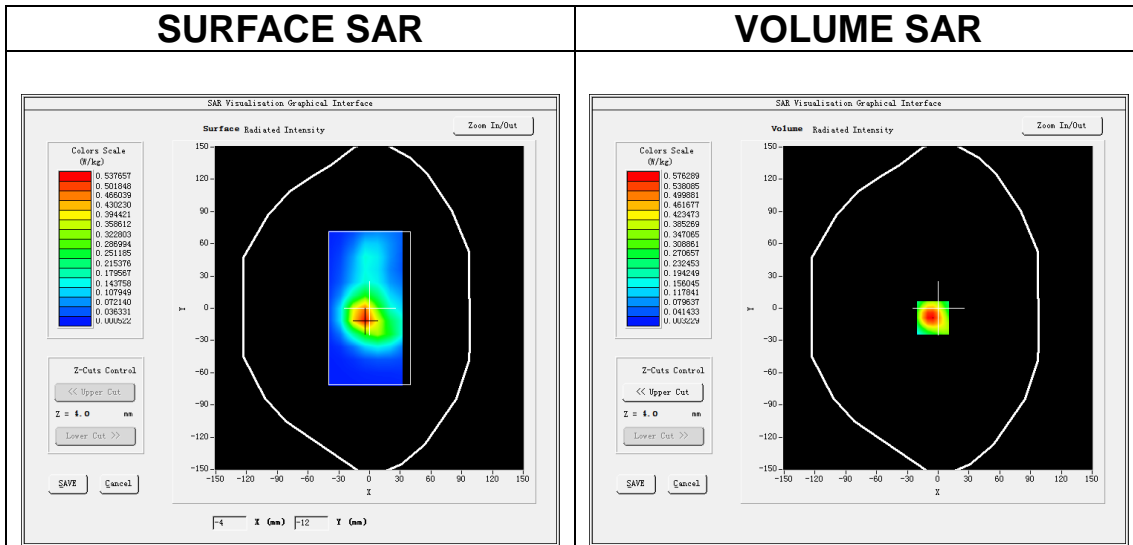 SURFACE SAR
VOLUME SAR
SAR Visualisation Graphical Interface
Surface Radiated Intensity
Zoom In/Out
Colors Scale
(W/kg)
0.537657
0.501848
0.466039
0.430230
0.394421
0.358612
0.322803
0.286994
0.251185
0.215376
0.179567
0.143758
0.107949
0.072140
0.036331
0.000522
Z-Cuts Control
<< Upper Cut
Z = 4.0 mm
Lower Cut >>
SAVE
Cancel
150
120
90
60
30
0
-30
-60
-90
-120
-150
Y
-150 -120 -90 -60 -30 0 30 60 90 120 150
X
-4 X (mm) -12 Y (mm)
SAR Visualisation Graphical Interface
Volume Radiated Intensity
Zoom In/Out
Colors Scale
(W/kg)
0.576289
0.538085
0.499881
0.461677
0.423473
0.385269
0.347065
0.308861
0.270657
0.232453
0.194249
0.156045
0.117841
0.079637
0.041433
0.003229
Z-Cuts Control
<< Upper Cut
Z = 4.0 mm
Lower Cut >>
SAVE
Cancel
150
120
90
60
30
0
-30
-60
-90
-120
-150
Y
-150 -120 -90 -60 -30 0 30 60 90 120 150
X